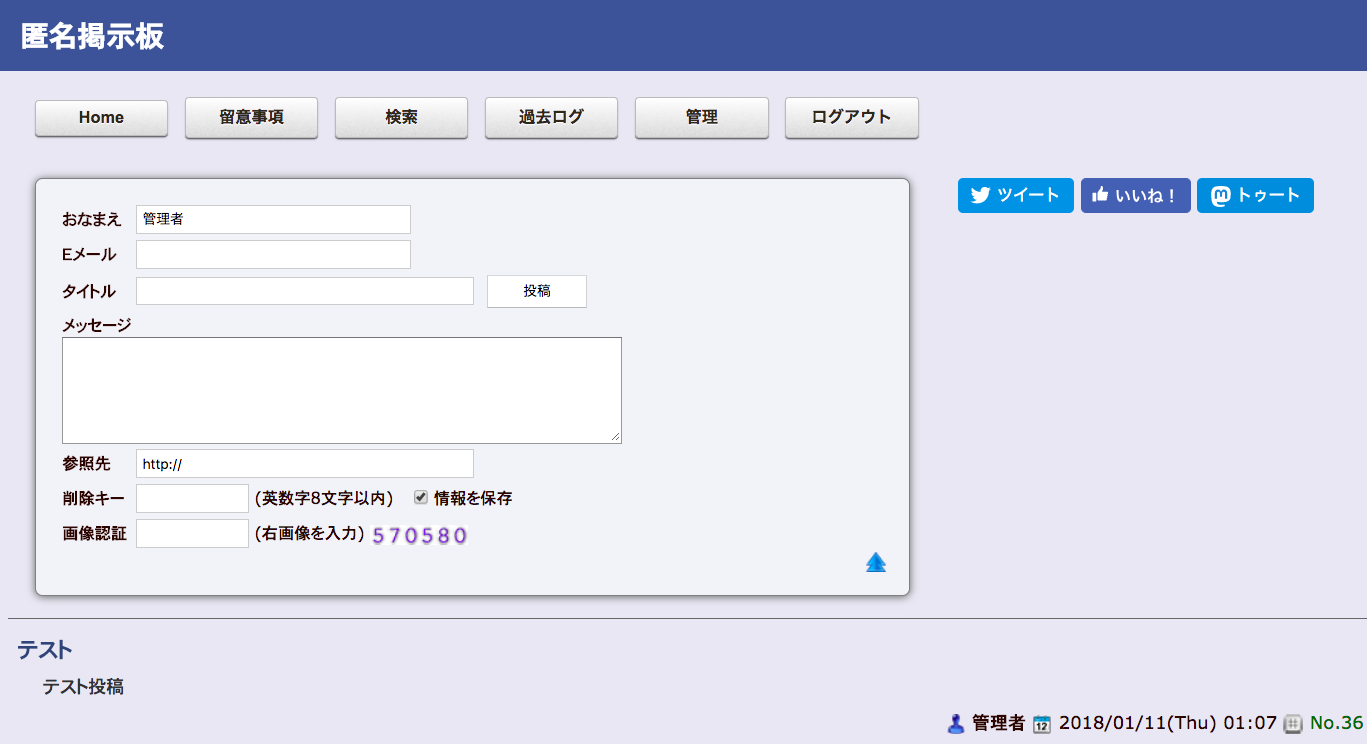 匿名掲示板
Home 留意事項 検索 過去ログ 管理 ログアウト
ツイート いいね! トゥート
おなまえ 管理者
Eメール
タイトル 投稿
メッセージ
参照先 http://
削除キー (英数字8文字以内) 情報を保存
画像認証 (右画像を入力) 570580
テスト
テスト投稿
管理者 12 2018/01/11(Thu) 01:07 No.36